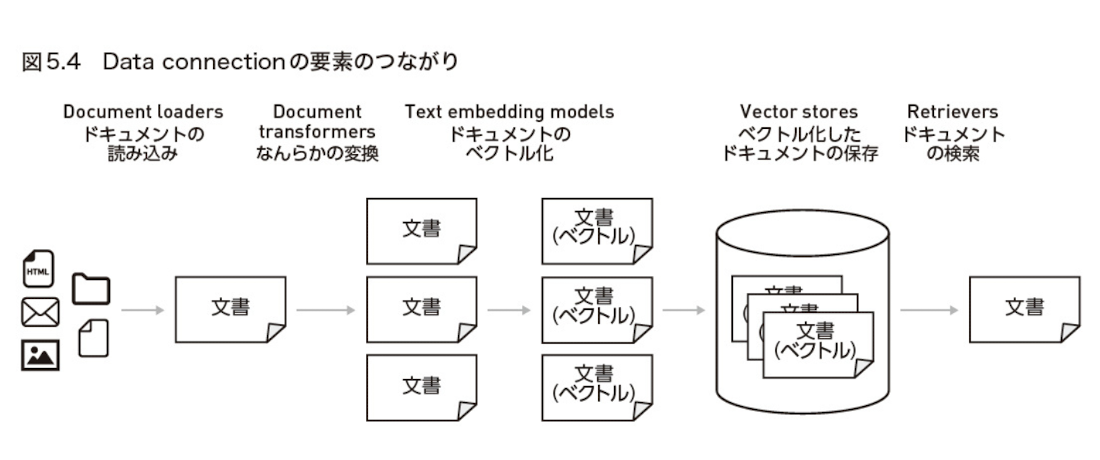 図5.4　Data connectionの要素のつながり
Document loaders
ドキュメントの
読み込み
Document
transformers
なんらかの変換
Text embedding models
ドキュメントの
ベクトル化
Vector stores
ベクトル化した
ドキュメントの保存
Retrievers
ドキュメント
の検索
HTML
文書
文書
文書
文書
文書
(ベクトル)
文書
(ベクトル)
文書
(ベクトル)
文書
文書
文書
(ベクトル)
文書